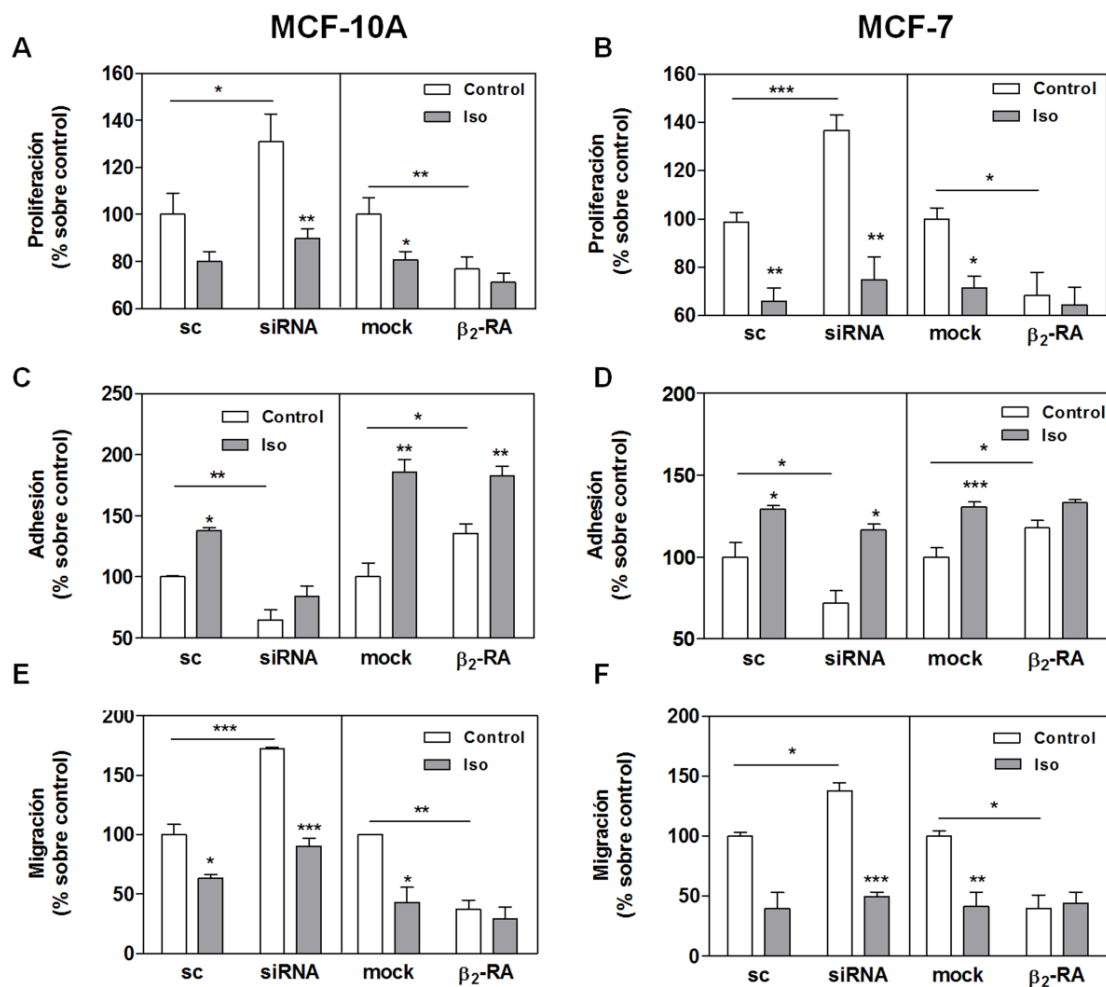 MCF-10A
MCF-7
A
160
140
120
100
80
60
Proliferación
(% sobre control)
Control
Iso
*
**
**
*
sc siRNA mock β2-RA
B
160
140
120
100
80
60
Proliferación
(% sobre control)
Control
Iso
***
**
**
*
*
sc siRNA mock β2-RA
C
250
200
150
100
50
Adhesión
(% sobre control)
Control
Iso
**
*
*
**
**
sc siRNA mock β2-RA
D
200
150
100
50
Adhesión
(% sobre control)
Control
Iso
*
*
*
*
***
sc siRNA mock β2-RA
E
200
150
100
50
0
Migración
(% sobre control)
Control
Iso
***
*
***
**
*
sc siRNA mock β2-RA
F
200
150
100
50
0
Migración
(% sobre control)
Control
Iso
*
***
*
**
sc siRNA mock β2-RA